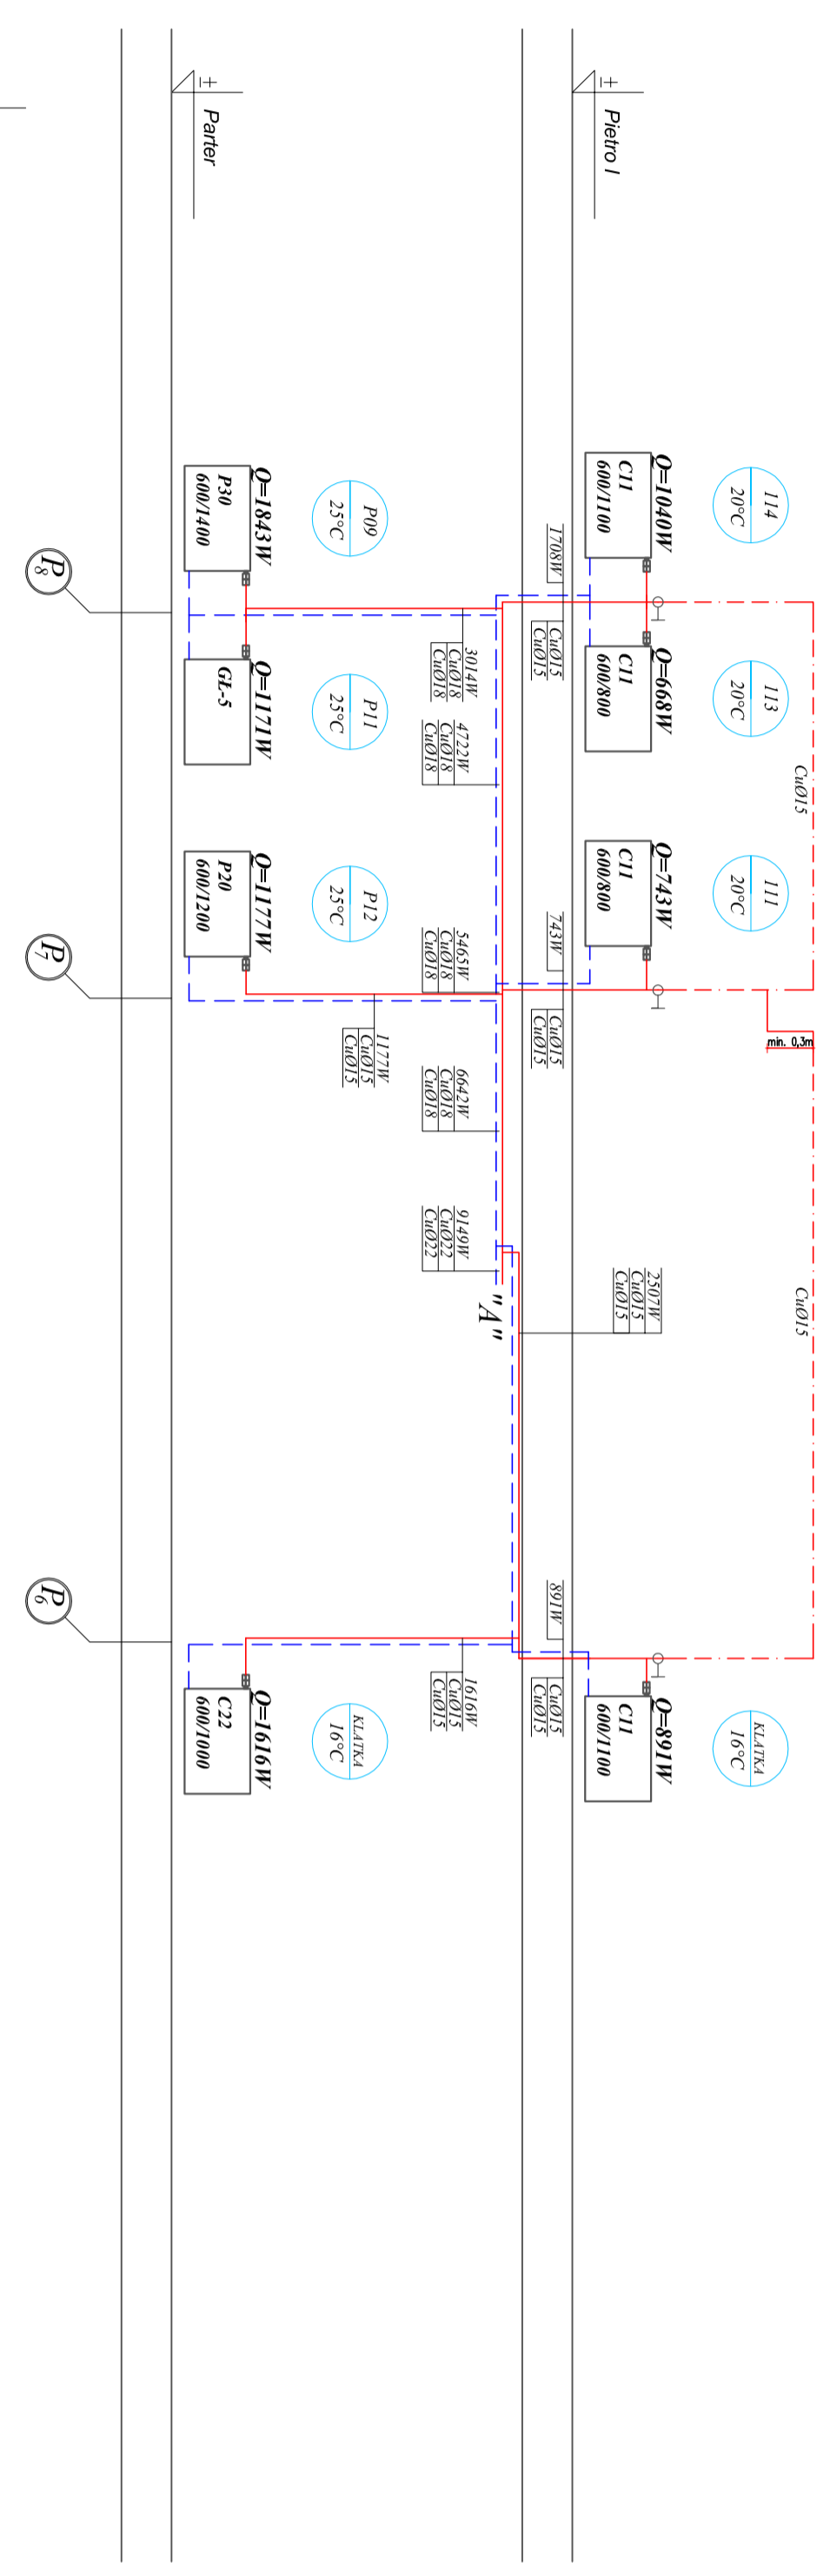 ±
Pietro I
114
20°C
113
20°C
CuØ15
111
20°C
min. 0,3m
CuØ15
KLATKA
16°C
Q=1040W
C11
600/1100
Q=668W
C11
600/800
Q=743W
C11
600/800
Q=891W
C11
600/1100
1708W
CuØ15
CuØ15
743W
CuØ15
CuØ15
2507W
CuØ15
CuØ15
891W
CuØ15
CuØ15
3014W
CuØ18
CuØ18
4722W
CuØ18
CuØ18
5465W
CuØ18
CuØ18
6642W
CuØ18
CuØ18
9149W
CuØ22
CuØ22
"A"
1177W
CuØ15
CuØ15
1616W
CuØ15
CuØ15
±
Parter
P09
25°C
P11
25°C
P12
25°C
KLATKA
16°C
Q=1843W
P30
600/1400
Q=1171W
GŁ-5
Q=1177W
P20
600/1200
Q=1616W
C22
600/1000
P8
P7
P6